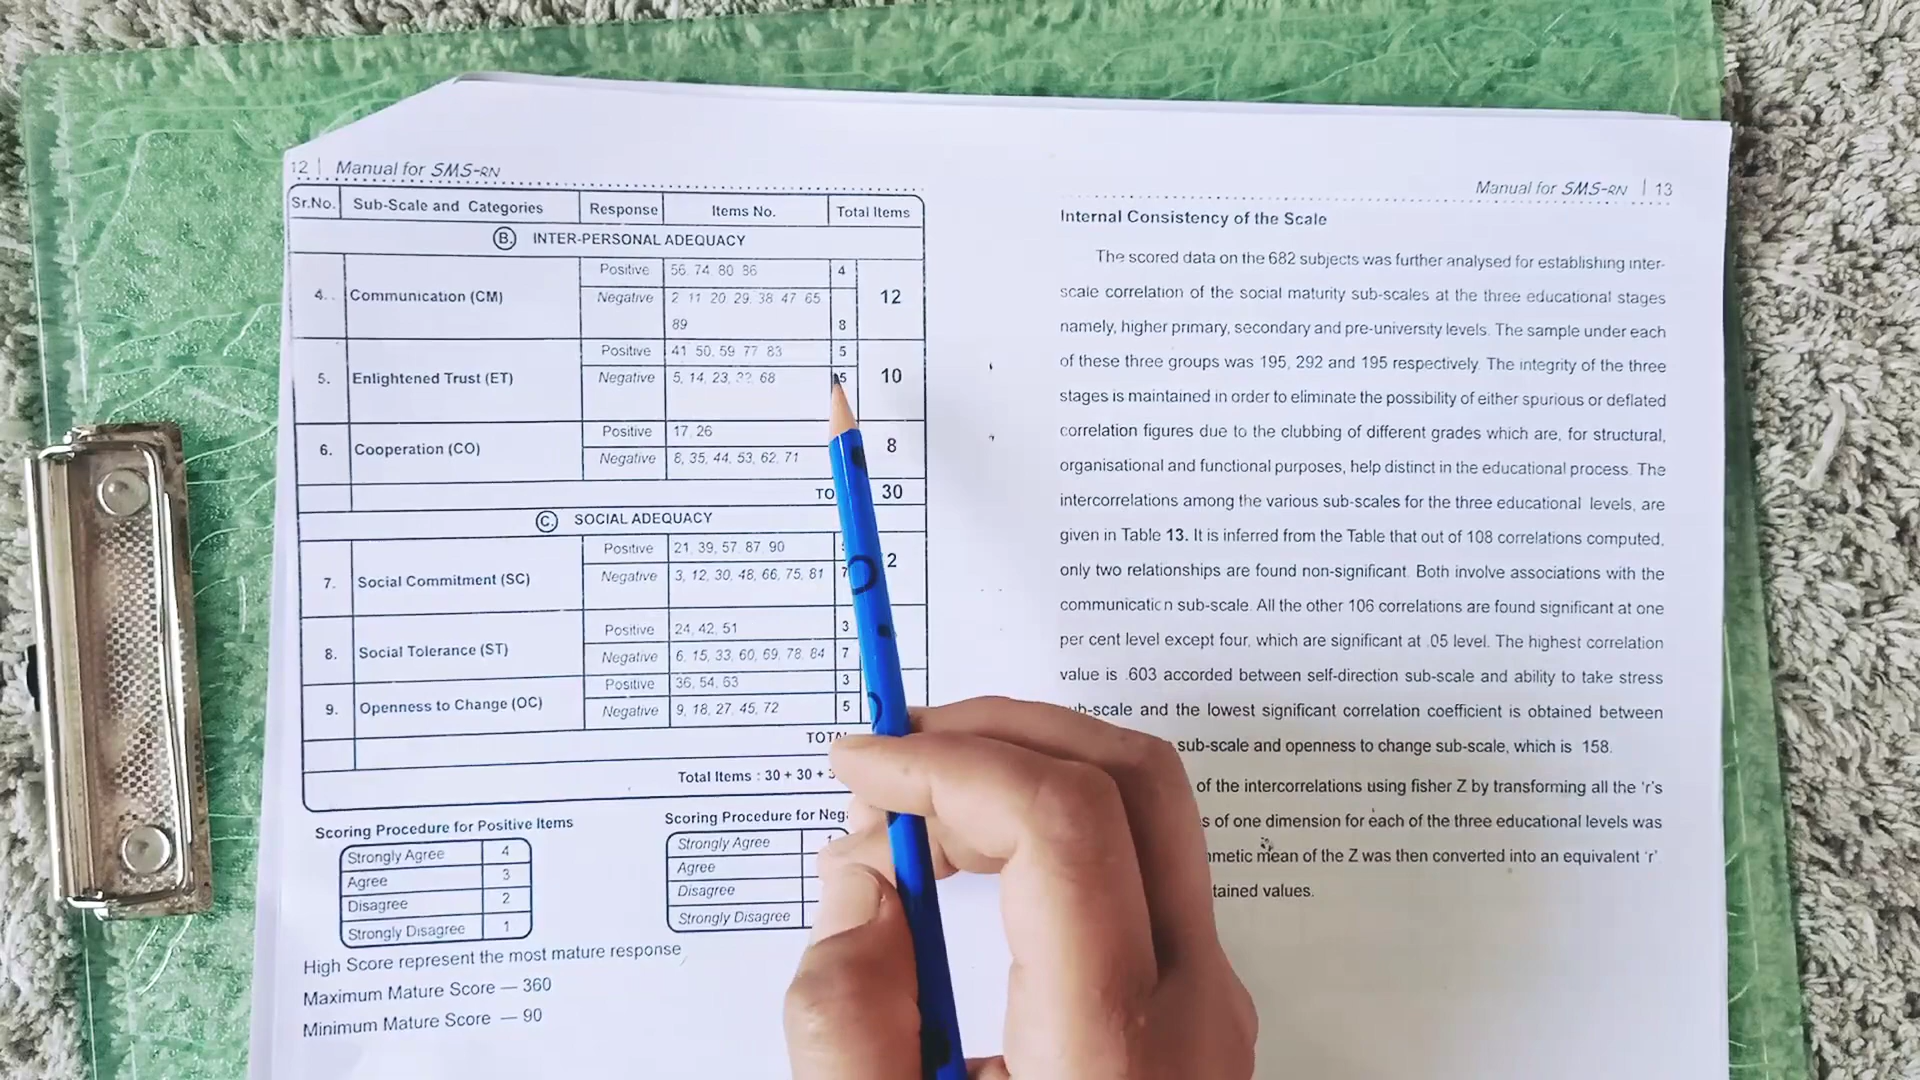 12 | Manual for SMS-RN
Sr.No. Sub-Scale and Categories Response Items No. Total Items
B. INTER-PERSONAL ADEQUACY
4. Communication (CM) Positive 56, 74, 80, 86 4 12
Negative 2, 11, 20, 29, 38, 47, 65
89 8
5. Enlightened Trust (ET) Positive 41, 50, 59, 77, 83 5 10
Negative 5, 14, 23, 68 5
6. Cooperation (CO) Positive 17, 26 8
Negative 8, 35, 44, 53, 62, 71
30
C. SOCIAL ADEQUACY
7. Social Commitment (SC) Positive 21, 39, 57, 87, 90
Negative 3, 12, 30, 48, 66, 75, 81 7
8. Social Tolerance (ST) Positive 24, 42, 51 3
Negative 6, 15, 33, 60, 69, 78, 84 7
9. Openness to Change (OC) Positive 36, 54, 63 3
Negative 9, 18, 27, 45, 72 5
Total Items : 30 + 30 +
Scoring Procedure for Positive Items
Strongly Agree 4
Agree 3
Disagree 2
Strongly Disagree 1
Scoring Procedure for
Strongly Agree 1
Agree
Disagree
Strongly Disagree
High Score represent the most mature response
Maximum Mature Score — 360
Minimum Mature Score — 90
Manual for SMS-RN | 13
Internal Consistency of the Scale
The scored data on the 682 subjects was further analysed for establishing inter-
scale correlation of the social maturity sub-scales at the three educational stages
namely, higher primary, secondary and pre-university levels. The sample under each
of these three groups was 195, 292 and 195 respectively. The integrity of the three
stages is maintained in order to eliminate the possibility of either spurious or deflated
correlation figures due to the clubbing of different grades which are, for structural,
organisational and functional purposes, help distinct in the educational process. The
intercorrelations among the various sub-scales for the three educational levels, are
given in Table 13. It is inferred from the Table that out of 108 correlations computed,
only two relationships are found non-significant. Both involve associations with the
communication sub-scale. All the other 106 correlations are found significant at one
per cent level except four, which are significant at .05 level. The highest correlation
value is .603 accorded between self-direction sub-scale and ability to take stress
sub-scale and the lowest significant correlation coefficient is obtained between
sub-scale and openness to change sub-scale, which is .158.
of the intercorrelations using fisher Z by transforming all the 'r's
of one dimension for each of the three educational levels was
mean of the Z was then converted into an equivalent 'r'
values.